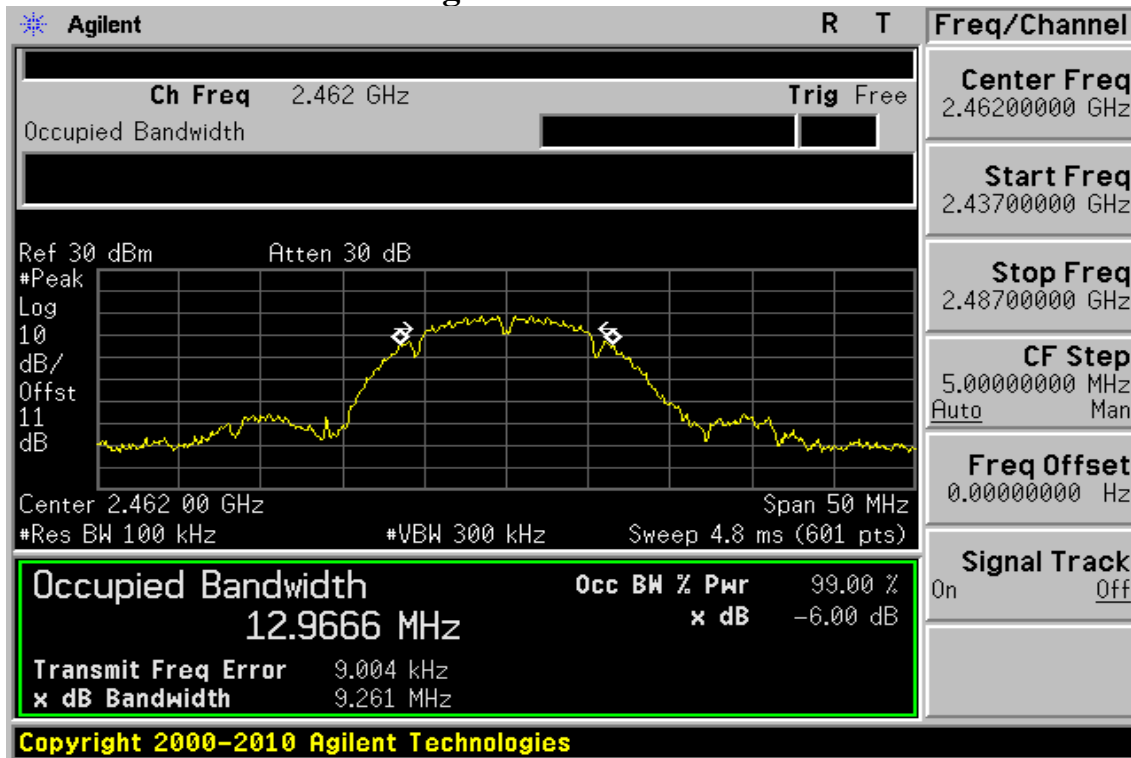 Agilent R T
Freq/Channel
Ch Freq 2.462 GHz Trig Free
Occupied Bandwidth
Center Freq
2.46200000 GHz
Start Freq
2.43700000 GHz
Stop Freq
2.48700000 GHz
CF Step
5.00000000 MHz
Auto Man
Freq Offset
0.00000000 Hz
Signal Track
On Off
Ref 30 dBm Atten 30 dB
#Peak
Log
10
dB/
Offst
11
dB
Center 2.462 00 GHz Span 50 MHz
#Res BW 100 kHz #VBW 300 kHz Sweep 4.8 ms (601 pts)
Occupied Bandwidth
12.9666 MHz
Occ BW % Pwr 99.00 %
x dB -6.00 dB
Transmit Freq Error 9.004 kHz
x dB Bandwidth 9.261 MHz
Copyright 2000-2010 Agilent Technologies